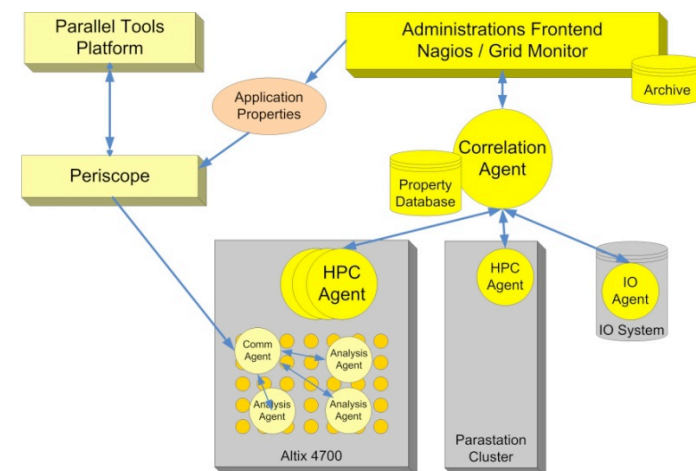 Parallel Tools
Platform
Administrations Frontend
Nagios / Grid Monitor
Archive
Application
Properties
Periscope
Correlation
Agent
Property
Database
HPC
Agent
HPC
Agent
IO
Agent
IO System
Comm
Agent
Analysis
Agent
Analysis
Agent
Analysis
Agent
Altix 4700
Parastation
Cluster